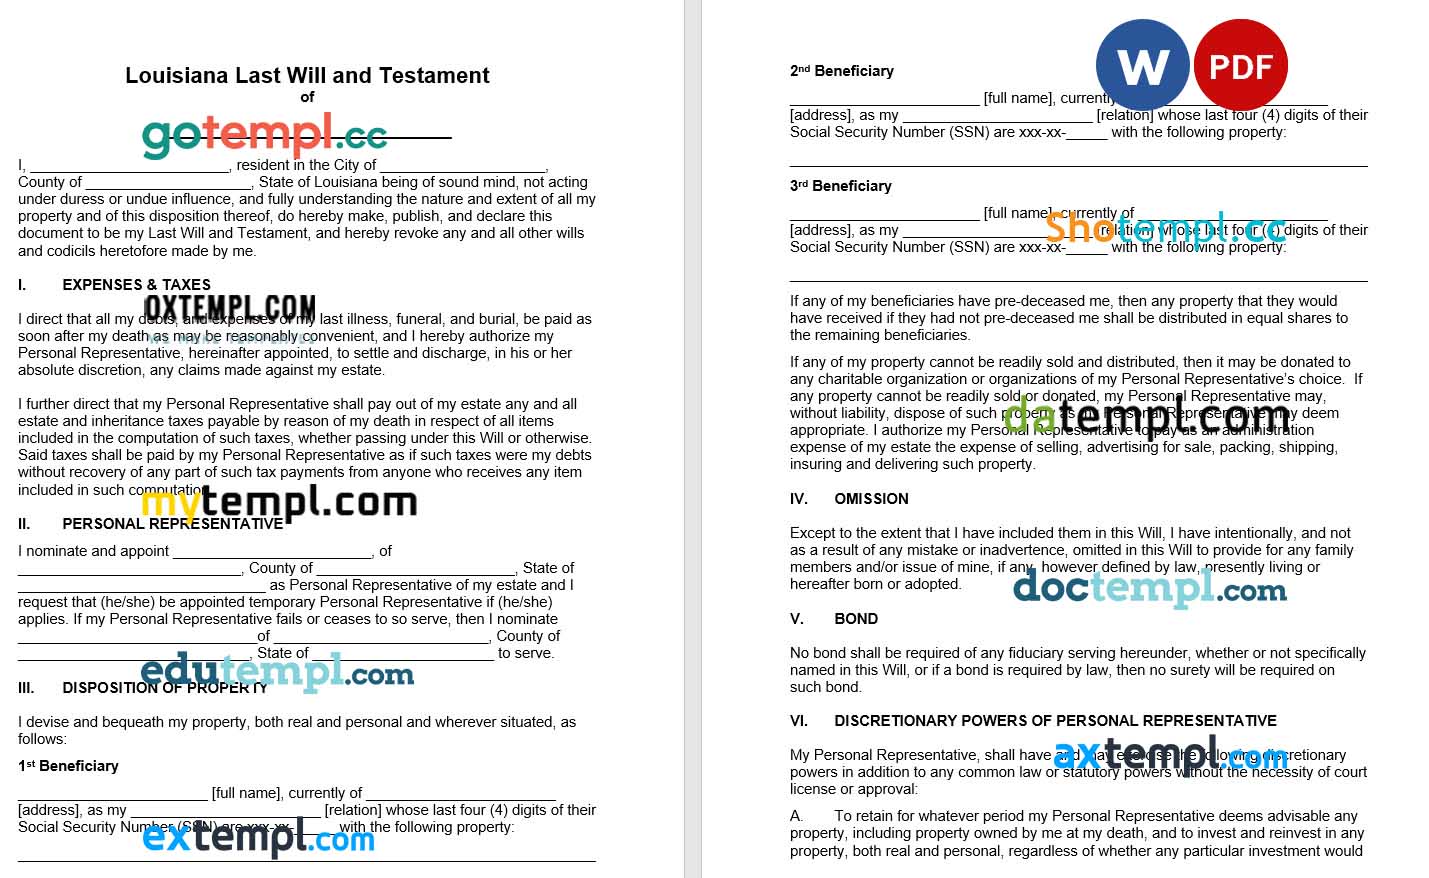 Louisiana Last Will and Testament
of
gotempl.cc
I, ________________________, resident in the City of ____________________,
County of ____________________, State of Louisiana being of sound mind, not acting
under duress or undue influence, and fully understanding the nature and extent of all my
property and of this disposition thereof, do hereby make, publish, and declare this
document to be my Last Will and Testament, and hereby revoke any and all other wills
and codicils heretofore made by me.
I. EXPENSES & TAXES
OXTEMPL.COM
I direct that all my debts, and expenses of my last illness, funeral, and burial, be paid as
soon after my death as may be reasonably convenient, and I hereby authorize my
WE MAKE TEMPLATES
Personal Representative, hereinafter appointed, to settle and discharge, in his or her
absolute discretion, any claims made against my estate.
I further direct that my Personal Representative shall pay out of my estate any and all
estate and inheritance taxes payable by reason of my death in respect of all items
included in the computation of such taxes, whether passing under this Will or otherwise.
Said taxes shall be paid by my Personal Representative as if such taxes were my debts
without recovery of any part of such tax payments from anyone who receives any item
included in such computation
mytempl.com
II. PERSONAL REPRESENTATIVE
I nominate and appoint ________________________, of
___________________________, County of ________________________, State of
______________________________ as Personal Representative of my estate and I
request that (he/she) be appointed temporary Personal Representative if (he/she)
applies. If my Personal Representative fails or ceases to so serve, then I nominate
_____________________________of __________________________, County of
____________________________, State of ______________________ to serve.
edutempl.com
III. DISPOSITION OF PROPERTY
I devise and bequeath my property, both real and personal and wherever situated, as
follows:
1st Beneficiary
_______________________ [full name], currently of _______________________
[address], as my _______________________ [relation] whose last four (4) digits of their
Social Security Number (SSN) are xxx-xx-_____ with the following property:
extempl.com
W PDF
2nd Beneficiary
_______________________ [full name], currently _______________________
[address], as my _______________________ [relation] whose last four (4) digits of their
Social Security Number (SSN) are xxx-xx-_____ with the following property:
3rd Beneficiary
_______________________ [full name], currently of _______________________
[address], as my _______________________ relation] whose last four (4) digits of their
Shotempl.cc
Social Security Number (SSN) are xxx-xx-_____ with the following property:
If any of my beneficiaries have pre-deceased me, then any property that they would
have received if they had not pre-deceased me shall be distributed in equal shares to
the remaining beneficiaries.
If any of my property cannot be readily sold and distributed, then it may be donated to
any charitable organization or organizations of my Personal Representative's choice. If
any property cannot be readily sold donated, my Personal Representative may,
without liability, dispose of such as my Personal Representative may deem
datempl.com
appropriate. I authorize my Personal Representative to pay as an administration
expense of my estate the expense of selling, advertising for sale, packing, shipping,
insuring and delivering such property.
IV. OMISSION
Except to the extent that I have included them in this Will, I have intentionally, and not
as a result of any mistake or inadvertence, omitted in this Will to provide for any family
members and/or issue of mine, if any, however defined by law, presently living or
hereafter born or adopted.
doctempl.com
V. BOND
No bond shall be required of any fiduciary serving hereunder, whether or not specifically
named in this Will, or if a bond is required by law, then no surety will be required on
such bond.
VI. DISCRETIONARY POWERS OF PERSONAL REPRESENTATIVE
My Personal Representative, shall have and may exercise the following discretionary
axtempl.com
powers in addition to any common law or statutory powers without the necessity of court
license or approval:
A. To retain for whatever period my Personal Representative deems advisable any
property, including property owned by me at my death, and to invest and reinvest in any
property, both real and personal, regardless of whether any particular investment would